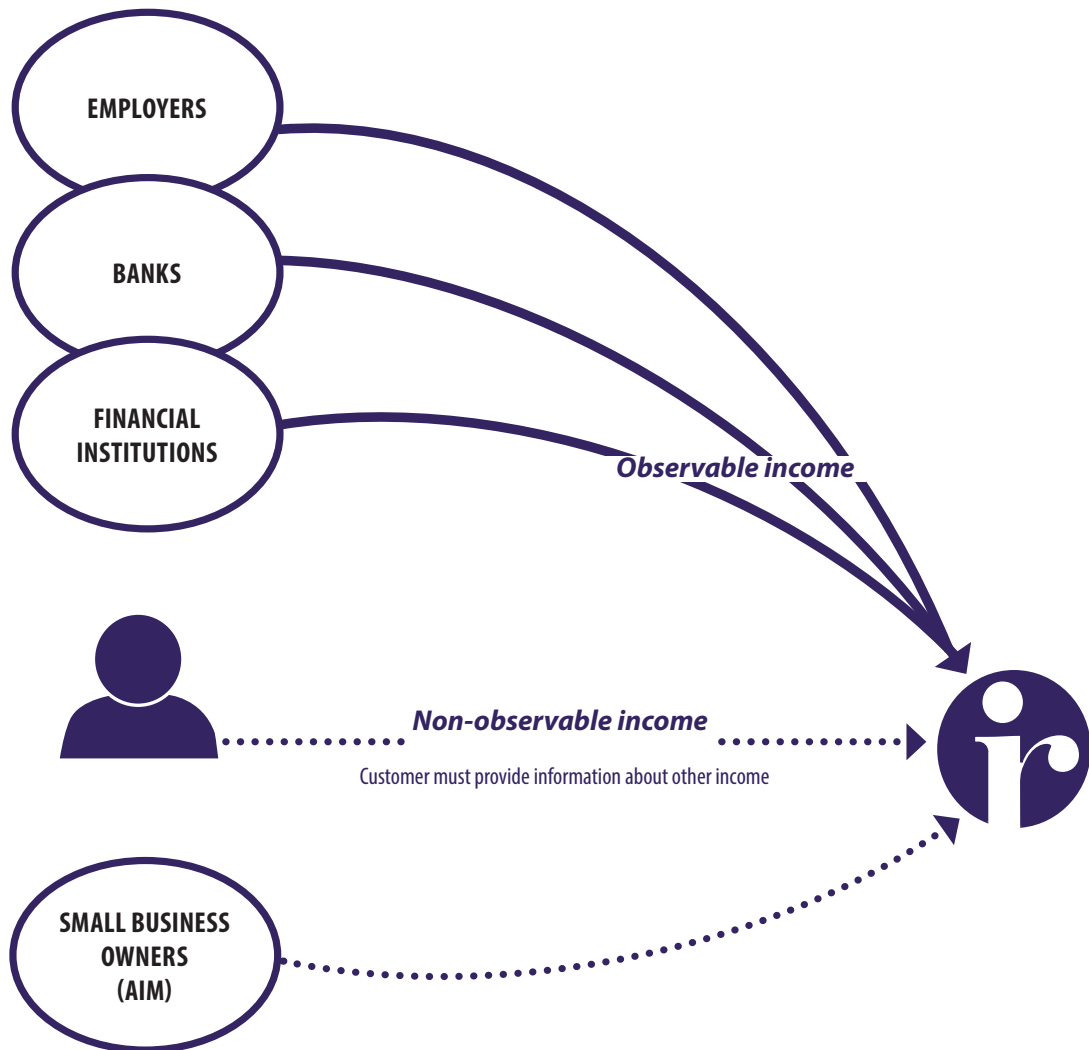 EMPLOYERS
BANKS
FINANCIAL
INSTITUTIONS
Observable income
Non-observable income
Customer must provide information about other income
ir
SMALL BUSINESS
OWNERS
(AIM)